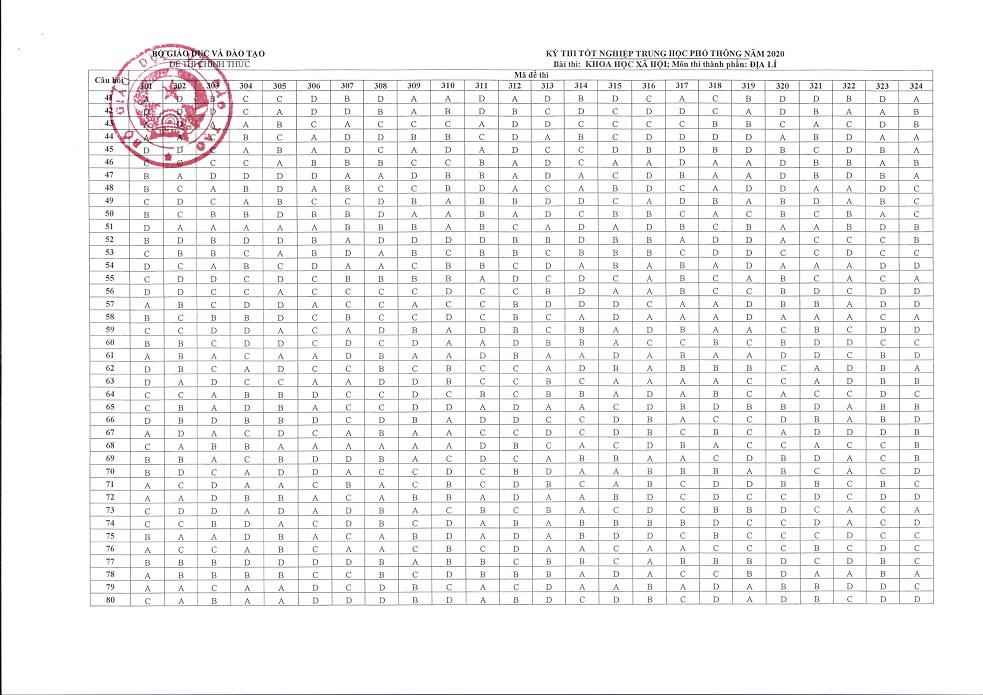 BỘ GIÁO DỤC VÀ ĐÀO TẠO KỲ THI TỐT NGHIỆP TRUNG HỌC PHỔ THÔNG NĂM 2020
ĐỀ THI CHÍNH THỨC Bài thi: KHOA HỌC XÃ HỘI; Môn thi thành phần: ĐỊA LÍ
Câu hỏi Mã đề thi
301 302 303 304 305 306 307 308 309 310 311 312 313 314 315 316 317 318 319 320 321 322 323 324
41 A D B C C D B D A A D A D B D C A C B D D B D A
42 D D C A D D B A B D B C D C D D C A D B A A B
43 A A B C A C C C A D D C C C C B B C A C D B
44 A A C B C A D D B B C D A B C D D D D A B D A A
45 D D C A B A D C A D A D C C D B D B D B C D B A
46 C C C C A B B B C C B A D C A A D A A D B B A B
47 B A D D D D A A D B B A D A C D B A A D B D B A
48 B C A B D A B C C B D A C A B D C A D D A A D C
49 C D C A B C C D B A B B D D C A D B A B D A B C
50 B C B B D B B D A A B A D C B B C A C B C B A C
51 D A A A A A B B B A B C A D A D B C B A A B D B
52 B D B D D B A D D D D B B D B B A D D A C C C B
53 C B B C A B D A B C B B C B B B C D D C C D C C
54 D C A B C D A A C B B C D A B A B A D A A A D D
55 C D D C D C B B B B A D C D C A B C A B C A C A
56 D D C C A C C C C D C C B D A A B C B C B D C D
57 A B C D D A C C A C C B D D D C A A D B B A D D
58 B C B B D C B C C D C B C A D A A A D A A A C A
59 C C D D A C A D B A D B C B A D B A A C B C D D
60 B B C D D C D C D A A D B B A C C B C B D D C C
61 A B A C A A D B A A D B A A D A B A A D D C B D
62 D B C A D C C B C B C C A D B A B B B C A D B A
63 D A D C C A A D D B C C B C A A A A C C A D B B
64 C C A B B D C C D C B C B B A D A B C A C C D C
65 C B A D B A C C D D A D A A C D B D B B D A B B
66 D B D B B D C D B A D D C C D B A C C D B A B D
67 A D A C D C A B A A C C D C D B C B C A D D D B
68 C A B B A A A A A A D B C A C D B A C C A C C B
69 B B A C B D D B A C D C A B B A A C D B D A C B
70 B D C A D D A C C D C B D A A B B B A B C A C D
71 A C D A A C B A C B C D B C A B C D D B B C B C
72 A A D B B A C A B B A D A A B D C D C C D C D D
73 C D D A D A D B A C B C B A C D C B B D C A C A
74 C C B D A C D B C D A B A B B B B D C C D A C D
75 B A A D B A C A B D A D A B D D C B C C C D C C
76 A C C A B C A A C B C D A A C A A C C C B C D C
77 B B B D D D D B A B B C B B C A B B B D C D B C
78 A B B B B C C B C D B B B A D A C C B D A A B A
79 A A C A A D C D B C A C D A A B A D A B B D D C
80 C A B A A D D D B D A B D C D B C D A D B C D D